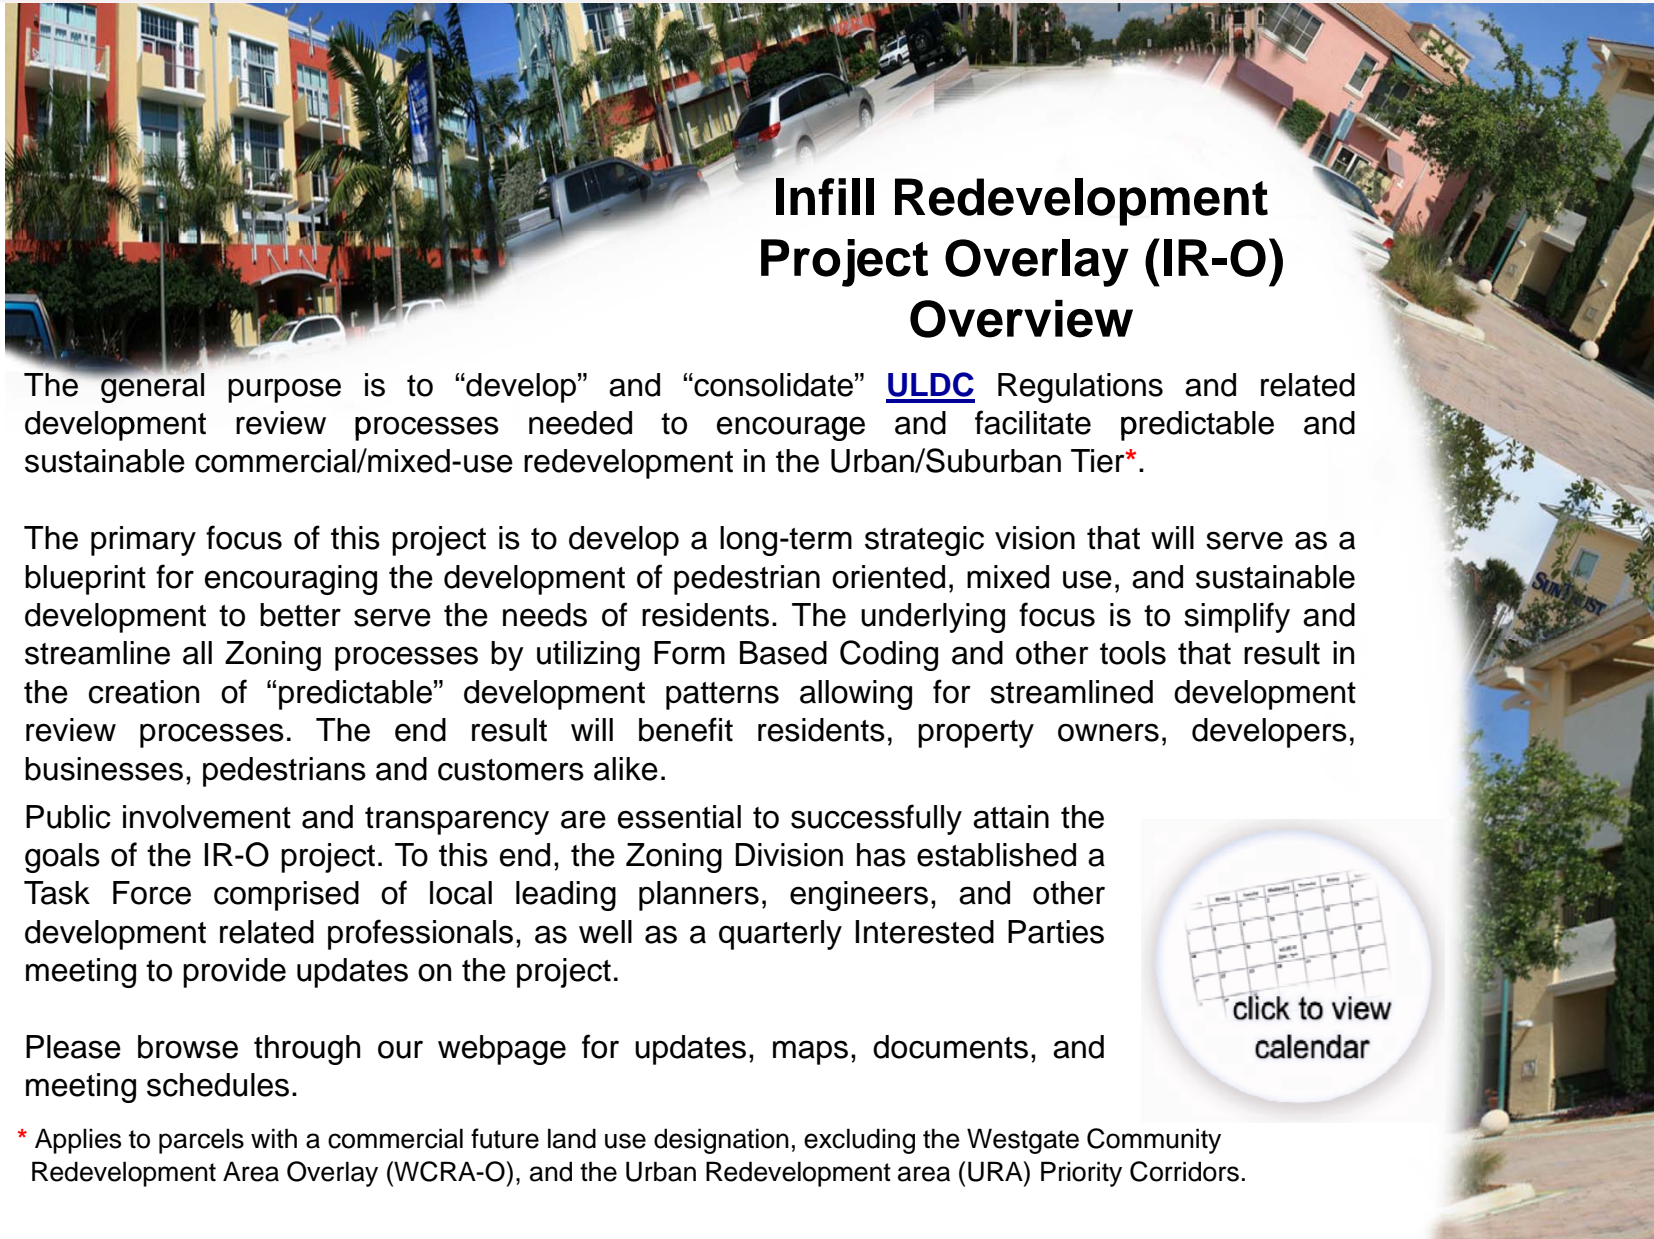 Infill Redevelopment
Project Overlay (IR-O)
Overview
The general purpose is to “develop” and “consolidate” ULDC Regulations and related
development review processes needed to encourage and facilitate predictable and
sustainable commercial/mixed-use redevelopment in the Urban/Suburban Tier*.
The primary focus of this project is to develop a long-term strategic vision that will serve as a
blueprint for encouraging the development of pedestrian oriented, mixed use, and sustainable
development to better serve the needs of residents. The underlying focus is to simplify and
streamline all Zoning processes by utilizing Form Based Coding and other tools that result in
the creation of “predictable” development patterns allowing for streamlined development
review processes. The end result will benefit residents, property owners, developers,
businesses, pedestrians and customers alike.
Public involvement and transparency are essential to successfully attain the
goals of the IR-O project. To this end, the Zoning Division has established a
Task Force comprised of local leading planners, engineers, and other
development related professionals, as well as a quarterly Interested Parties
meeting to provide updates on the project.
Please browse through our webpage for updates, maps, documents, and
meeting schedules.
click to view
calendar
* Applies to parcels with a commercial future land use designation, excluding the Westgate Community
Redevelopment Area Overlay (WCRA-O), and the Urban Redevelopment area (URA) Priority Corridors.
SUNTRUST